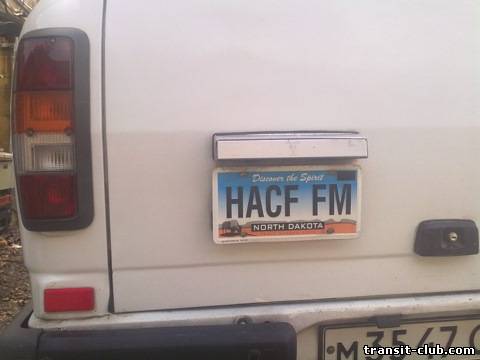 Discover the Spirit
HACF FM
NORTH DAKOTA
transit-club.com